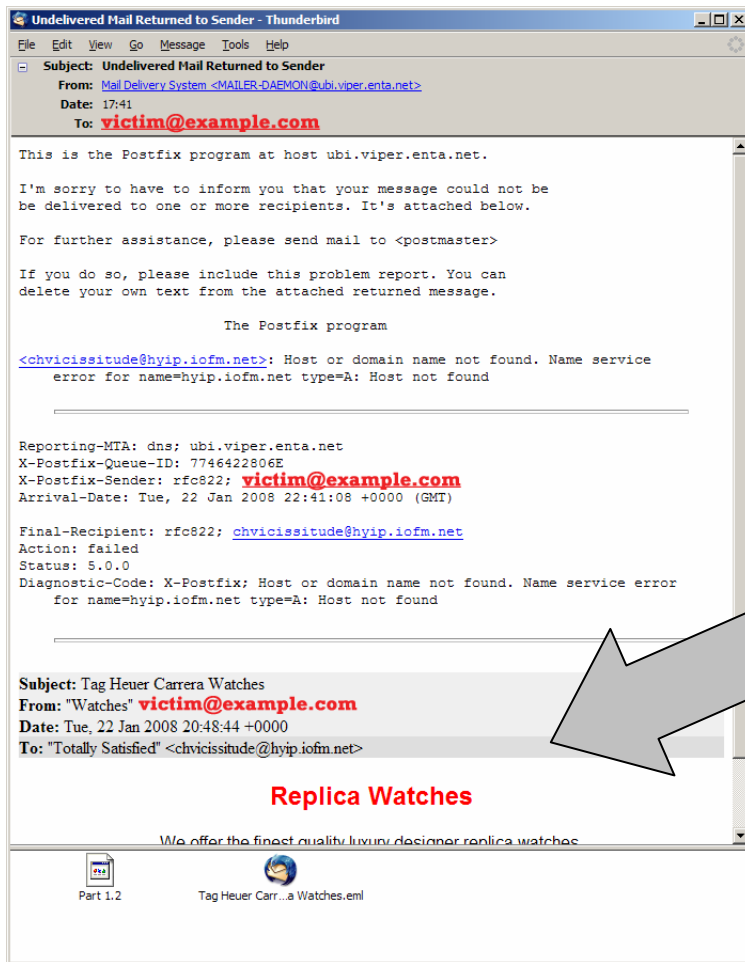 Undelivered Mail Returned to Sender - Thunderbird
File Edit View Go Message Tools Help
Subject: Undelivered Mail Returned to Sender
From: Mail Delivery System <MAILER-DAEMON@ubi.viper.enta.net>
Date: 17:41
To: victim@example.com
This is the Postfix program at host ubi.viper.enta.net.
I'm sorry to have to inform you that your message could not be
be delivered to one or more recipients. It's attached below.
For further assistance, please send mail to <postmaster>
If you do so, please include this problem report. You can
delete your own text from the attached returned message.
The Postfix program
<chvicissitude@hyip.iofm.net>: Host or domain name not found. Name service
error for name=hyip.iofm.net type=A: Host not found
Reporting-MTA: dns; ubi.viper.enta.net
X-Postfix-Queue-ID: 7746422806E
X-Postfix-Sender: rfc822; victim@example.com
Arrival-Date: Tue, 22 Jan 2008 22:41:08 +0000 (GMT)
Final-Recipient: rfc822; chvicissitude@hyip.iofm.net
Action: failed
Status: 5.0.0
Diagnostic-Code: X-Postfix; Host or domain name not found. Name service error
for name=hyip.iofm.net type=A: Host not found
Subject: Tag Heuer Carrera Watches
From: "Watches" victim@example.com
Date: Tue, 22 Jan 2008 20:48:44 +0000
To: "Totally Satisfied" <chvicissitude@hyip.iofm.net>
Replica Watches
We offer the finest quality luxury designer replica watches
Part 1.2 Tag Heuer Carr...a Watches.eml